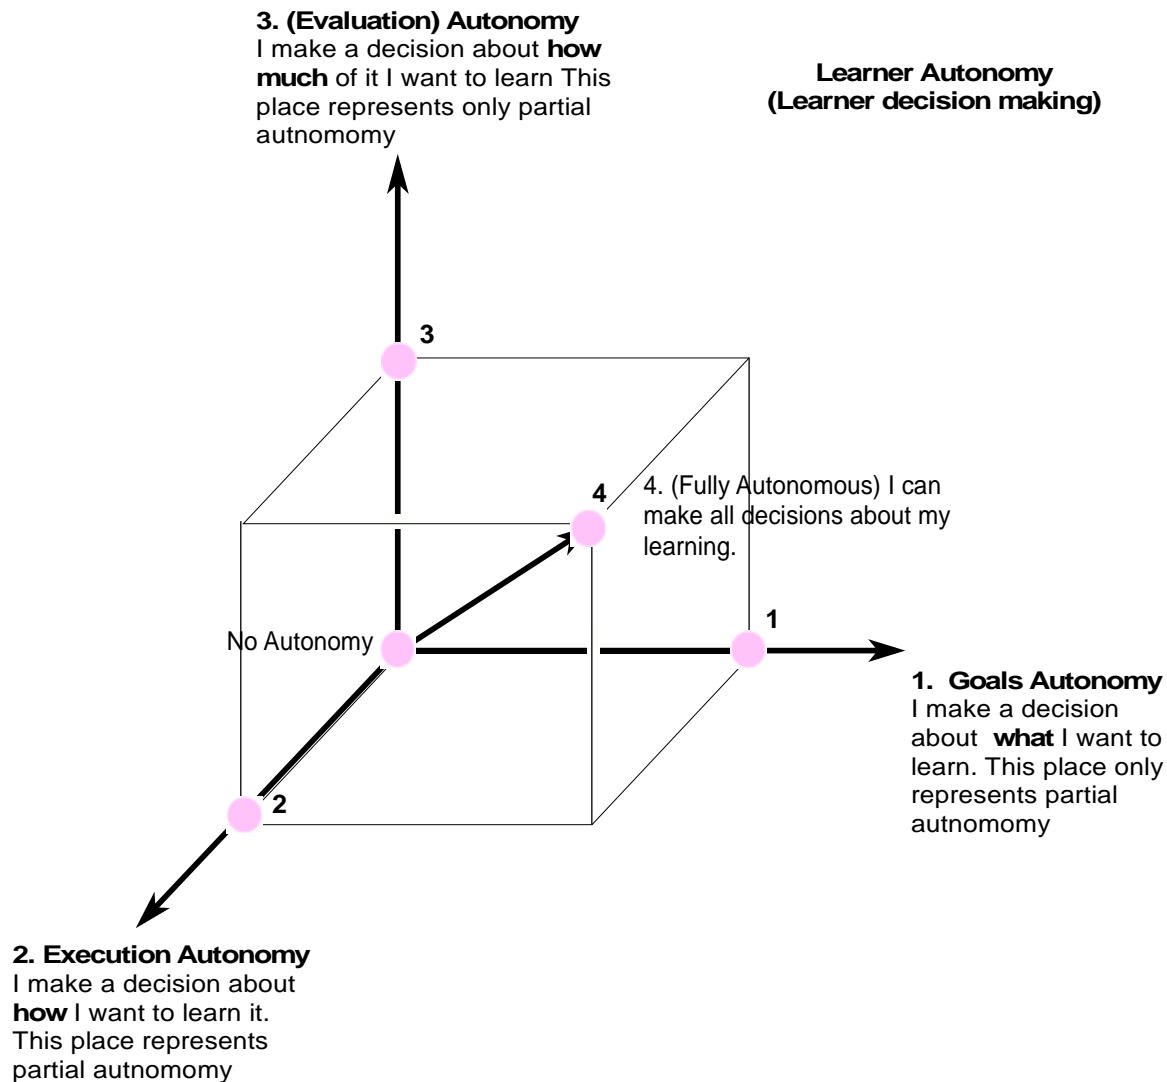 3. (Evaluation) Autonomy
I make a decision about how
much of it I want to learn This
place represents only partial
autnomomy
Learner Autonomy
(Learner decision making)
3
4
4. (Fully Autonomous) I can
make all decisions about my
learning.
1
No Autonomy
1. Goals Autonomy
I make a decision
about what I want to
learn. This place only
represents partial
autnomomy
2
2. Execution Autonomy
I make a decision about
how I want to learn it.
This place represents
partial autnomomy